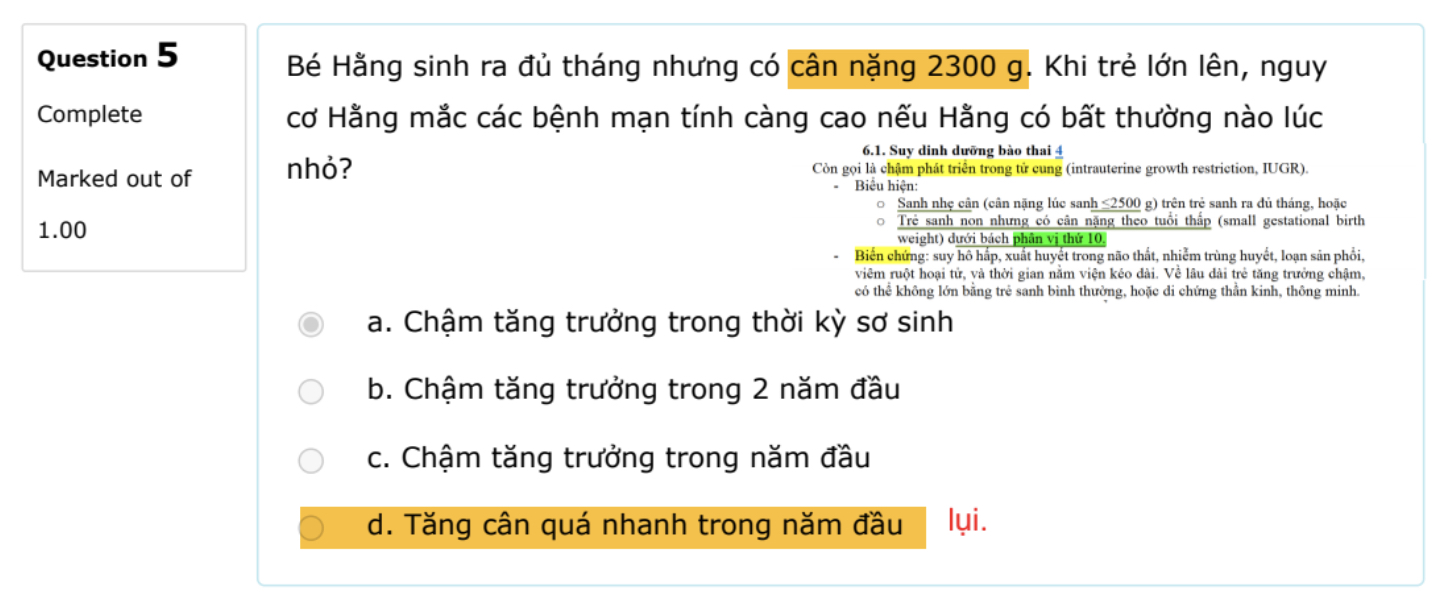 Question 5
Complete
Marked out of
1.00
Bé Hằng sinh ra đủ tháng nhưng có cân nặng 2300 g. Khi trẻ lớn lên, nguy
cơ Hằng mắc các bệnh mạn tính càng cao nếu Hằng có bất thường nào lúc
nhỏ?
6.1. Suy dinh dưỡng bào thai 4
Còn gọi là chậm phát triển trong tử cung (intrauterine growth restriction, IUGR).
- Biểu hiện:
○ Sanh nhẹ cân (cân nặng lúc sanh ≤2500 g) trên trẻ sanh ra đủ tháng, hoặc
○ Trẻ sanh non nhưng có cân nặng theo tuổi thấp (small gestational birth
weight) dưới bách phân vị thứ 10.
- Biến chứng: suy hô hấp, xuất huyết trong não thất, nhiễm trùng huyết, loạn sản phổi,
viêm ruột hoại tử, và thời gian nằm viện kéo dài. Về lâu dài trẻ tăng trưởng chậm,
có thể không lớn bằng trẻ sanh bình thường, hoặc di chứng thần kinh, thông minh.
a. Chậm tăng trưởng trong thời kỳ sơ sinh
b. Chậm tăng trưởng trong 2 năm đầu
c. Chậm tăng trưởng trong năm đầu
d. Tăng cân quá nhanh trong năm đầu lụi.